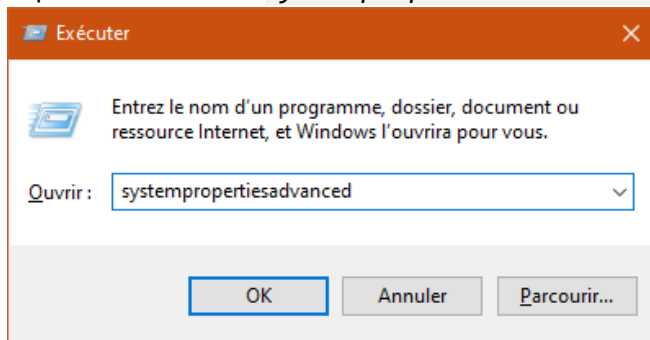 Exécuter
Entrez le nom d'un programme, dossier, document ou
ressource Internet, et Windows l'ouvrira pour vous.
Ouvrir : systempropertiesadvanced
OK Annuler Parcourir...